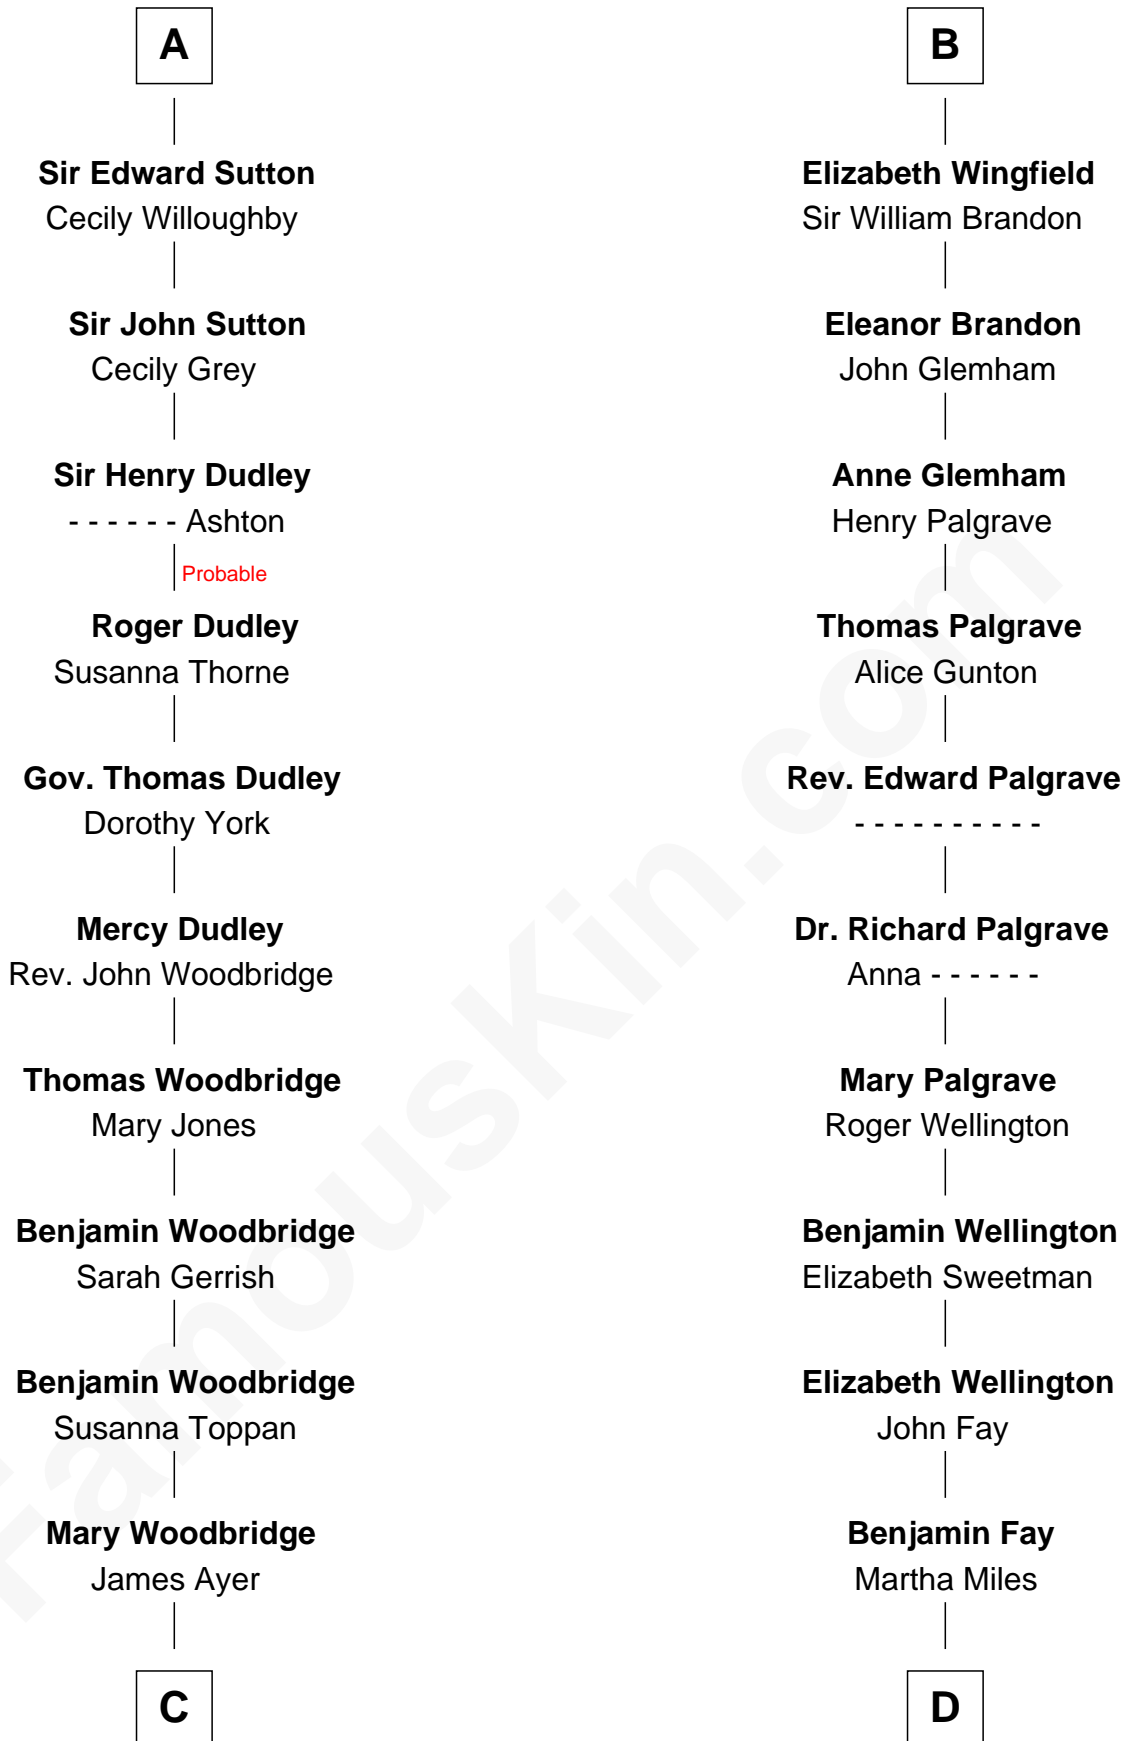 A
Sir Edward Sutton
Cecily Willoughby
Sir John Sutton
Cecily Grey
Sir Henry Dudley
- - - - - - Ashton
Probable
Roger Dudley
Susanna Thorne
Gov. Thomas Dudley
Dorothy York
Mercy Dudley
Rev. John Woodbridge
Thomas Woodbridge
Mary Jones
Benjamin Woodbridge
Sarah Gerrish
Benjamin Woodbridge
Susanna Toppan
Mary Woodbridge
James Ayer
C
B
Elizabeth Wingfield
Sir William Brandon
Eleanor Brandon
John Glemham
Anne Glemham
Henry Palgrave
Thomas Palgrave
Alice Gunton
Rev. Edward Palgrave
- - - - - - - - - -
Dr. Richard Palgrave
Anna - - - - - -
Mary Palgrave
Roger Wellington
Benjamin Wellington
Elizabeth Sweetman
Elizabeth Wellington
John Fay
Benjamin Fay
Martha Miles
D
FamousKin.com